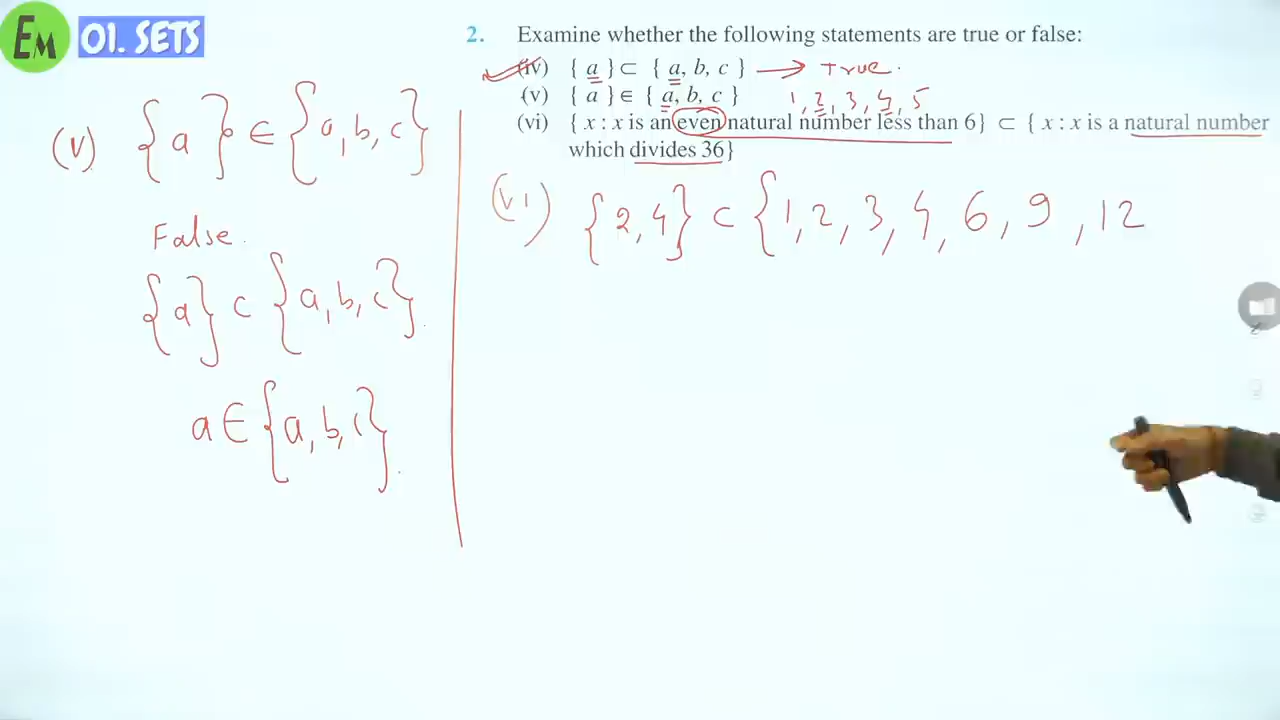 EM 01. SETS
2. Examine whether the following statements are true or false:
(iv) { a } ⊂ { a, b, c } → True.
(v) { a } ∈ { a, b, c }
1, 2, 3, 4, 5
(vi) { x : x is an even natural number less than 6} ⊂ { x : x is a natural number
which divides 36}
(v) {a} ∈ {a, b, c}
False.
{a} ⊂ {a, b, c}.
a ∈ {a, b, c}.
(vi) {2, 4} ⊂ {1, 2, 3, 4, 6, 9, 12